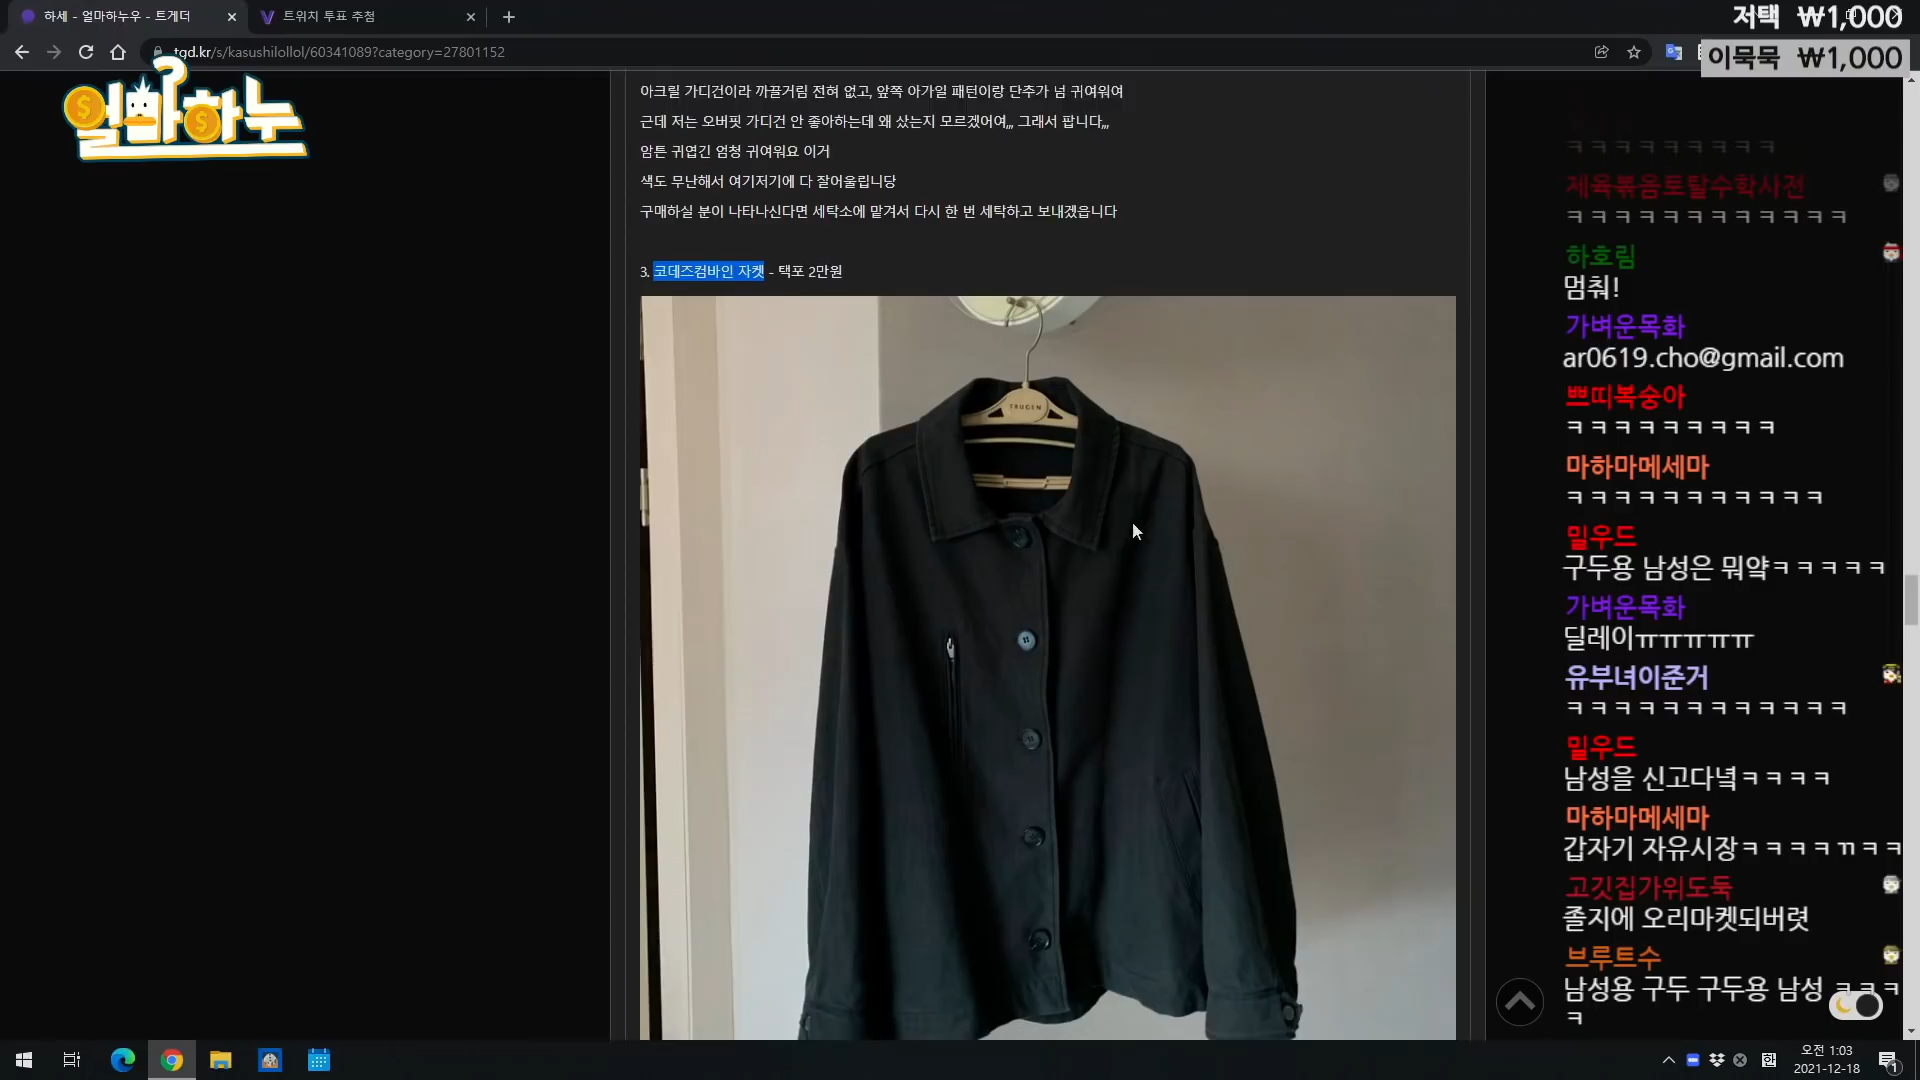 하세 - 얼마하누우 - 트게더
트위치 투표 추첨
tgd.kr/s/kasushilollol/60341089?category=27801152
저택 ₩1,000
이묵묵 ₩1,000
얼마하누
?
아크릴 가디건이라 까끌거림 전혀 없고, 앞쪽 아가일 패턴이랑 단추가 넘 귀여워여
근데 저는 오버핏 가디건 안 좋아하는데 왜 샀는지 모르겠어여,,, 그래서 팝니다,,,
암튼 귀엽긴 엄청 귀여워요 이거
색도 무난해서 여기저기에 다 잘어울립니당
구매하실 분이 나타나신다면 세탁소에 맡겨서 다시 한 번 세탁하고 보내겠읍니다
3. 코데즈컴바인 자켓 - 택포 2만원
TRUGEN
ㅋㅋㅋㅋㅋㅋㅋㅋㅋ
제육볶음토탈수학사전
ㅋㅋㅋㅋㅋㅋㅋㅋㅋㅋㅋㅋ
하호림
멈춰!
가벼운목화
ar0619.cho@gmail.com
쁘띠복숭아
ㅋㅋㅋㅋㅋㅋㅋㅋㅋ
마하마메세마
ㅋㅋㅋㅋㅋㅋㅋㅋㅋㅋㅋ
밀우드
구두용 남성은 뭐얔ㅋㅋㅋㅋㅋ
가벼운목화
딜레이ㅠㅠㅠㅠㅠ
유부녀이준거
ㅋㅋㅋㅋㅋㅋㅋㅋㅋㅋㅋㅋ
밀우드
남성을 신고다녘ㅋㅋㅋㅋ
마하마메세마
갑자기 자유시장ㅋㅋㅋㅋㄲㅋㅋ
고깃집가위도둑
졸지에 오리마켓되버렷
브루트수
남성용 구두 구두용 남성 ㅋㅋㅋ
ㅋ
한
오전 1:03
2021-12-18
1